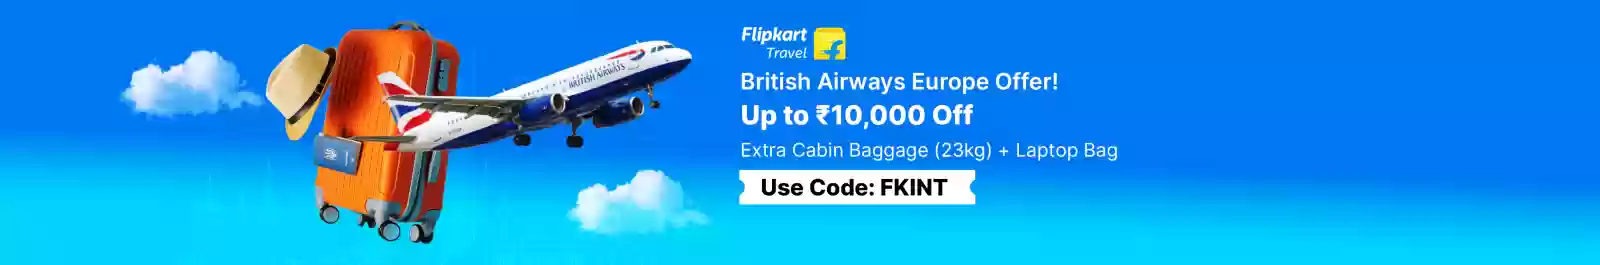 Flipkart
Travel
British Airways Europe Offer!
Up to ₹10,000 Off
Extra Cabin Baggage (23kg) + Laptop Bag
Use Code: FKINT
BRITISH AIRWAYS